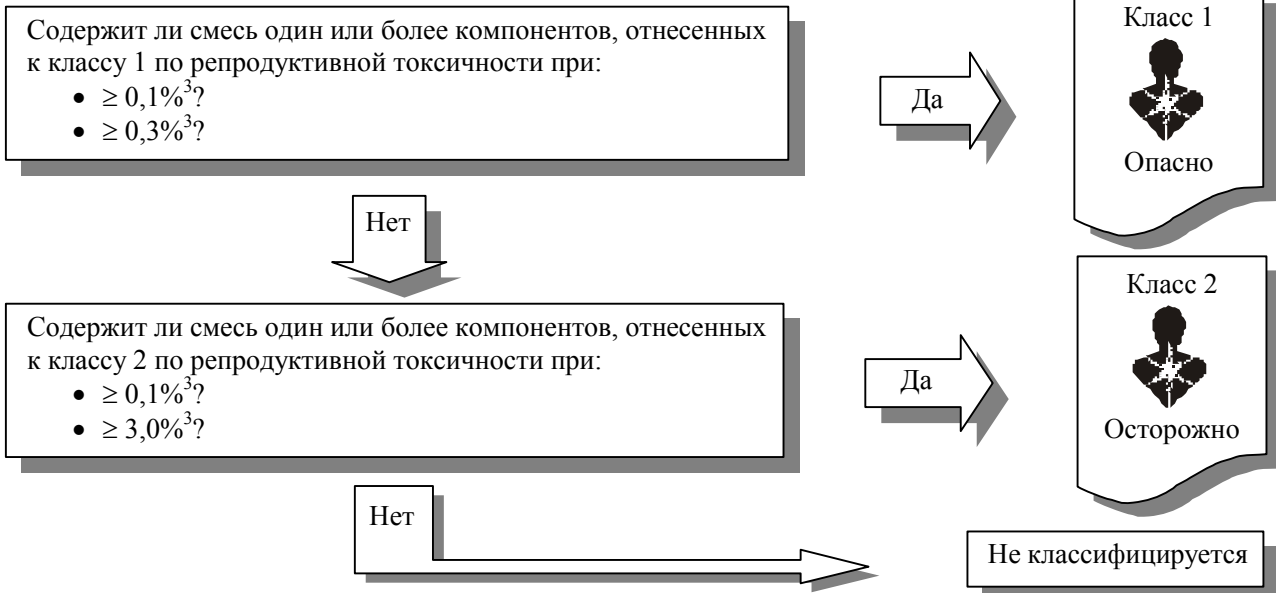 Содержит ли смесь один или более компонентов, отнесенных
к классу 1 по репродуктивной токсичности при:
• ≥ 0,1%³?
• ≥ 0,3%³?
Да
Класс 1
Опасно
Нет
Содержит ли смесь один или более компонентов, отнесенных
к классу 2 по репродуктивной токсичности при:
• ≥ 0,1%³?
• ≥ 3,0%³?
Да
Класс 2
Осторожно
Нет
Не классифицируется